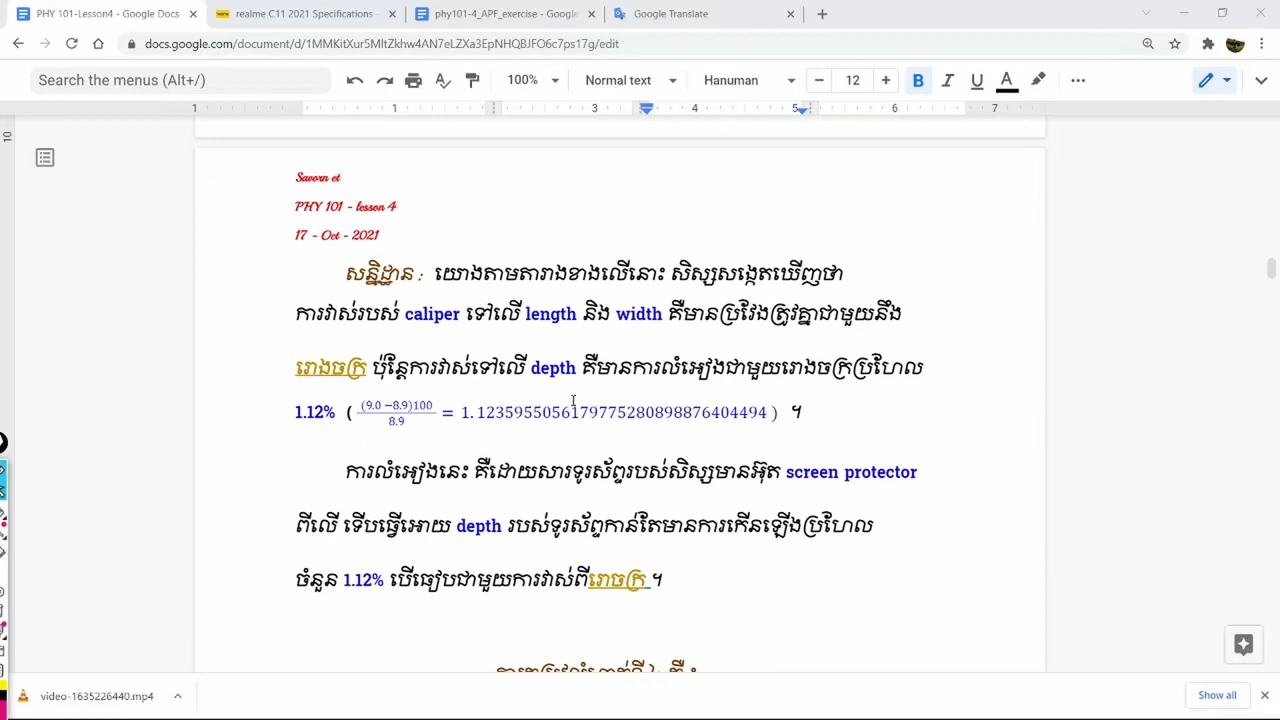 PHY 101-Lesson4 - Google Docs
realme C11 2021 Specifications -
phy101-4_APF_exercise - Google
Google Translate
docs.google.com/document/d/1MMKitXur5MltZkhw4AN7eLZXa3EpNHQBJFO6c7ps17g/edit
Search the menus (Alt+/)
100%
Normal text
Hanuman
12
B I U A
1 1 3 4 5 6 7
10
Savorn et
PHY 101 - lesson 4
17 - Oct - 2021
សន្និដ្ឋាន : យោងតាមតារាងខាងលើនោះ សិស្សសង្កេតឃើញថា
ការវាស់របស់ caliper ទៅលើ length និង width គឺមានប្រវែងត្រូវគ្នាជាមួយនឹង
រោងចក្រ ប៉ុន្តែការវាស់ទៅលើ depth គឺមានការលំអៀងជាមួយរោងចក្រប្រហែល
1.12% ( (9.0 −8.9)100 / 8.9 = 1.1235955056179775280898876404494 ) ។
ការលំអៀងនេះ គឺដោយសារទូរស័ព្ទរបស់សិស្សមានអ៊ុត screen protector
ពីលើ ទើបធ្វើអោយ depth របស់ទូរស័ព្ទកាន់តែមានការកើនឡើងប្រហែល
ចំនួន 1.12% បើធៀបជាមួយការវាស់ពីរោចក្រ ។
video-1635226440.mp4
Show all